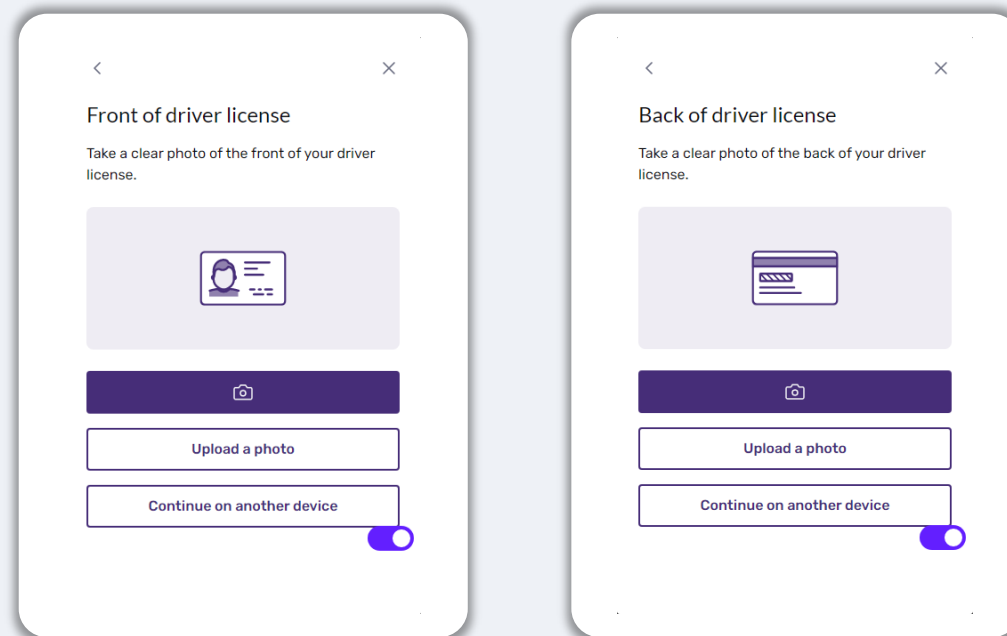 Front of driver license
Take a clear photo of the front of your driver
license.
Upload a photo
Continue on another device
Back of driver license
Take a clear photo of the back of your driver
license.
Upload a photo
Continue on another device